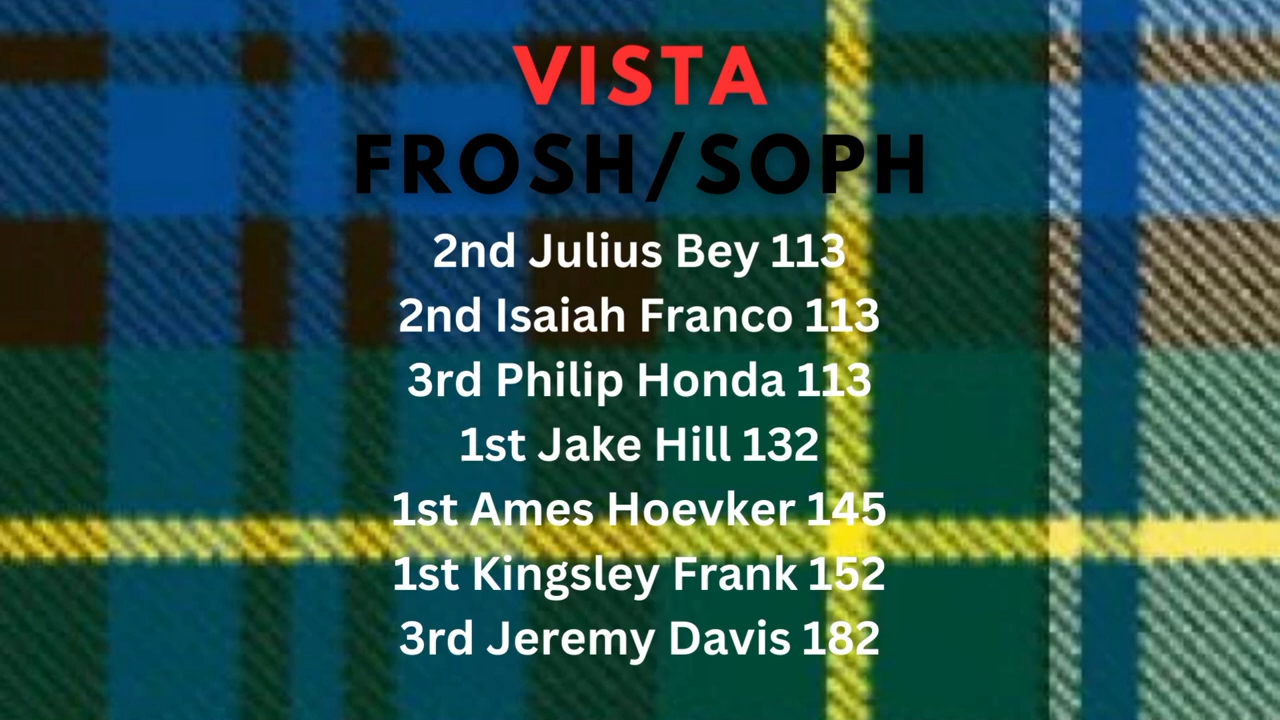 VISTA
FROSH/SOPH
2nd Julius Bey 113
2nd Isaiah Franco 113
3rd Philip Honda 113
1st Jake Hill 132
1st Ames Hoevker 145
1st Kingsley Frank 152
3rd Jeremy Davis 182